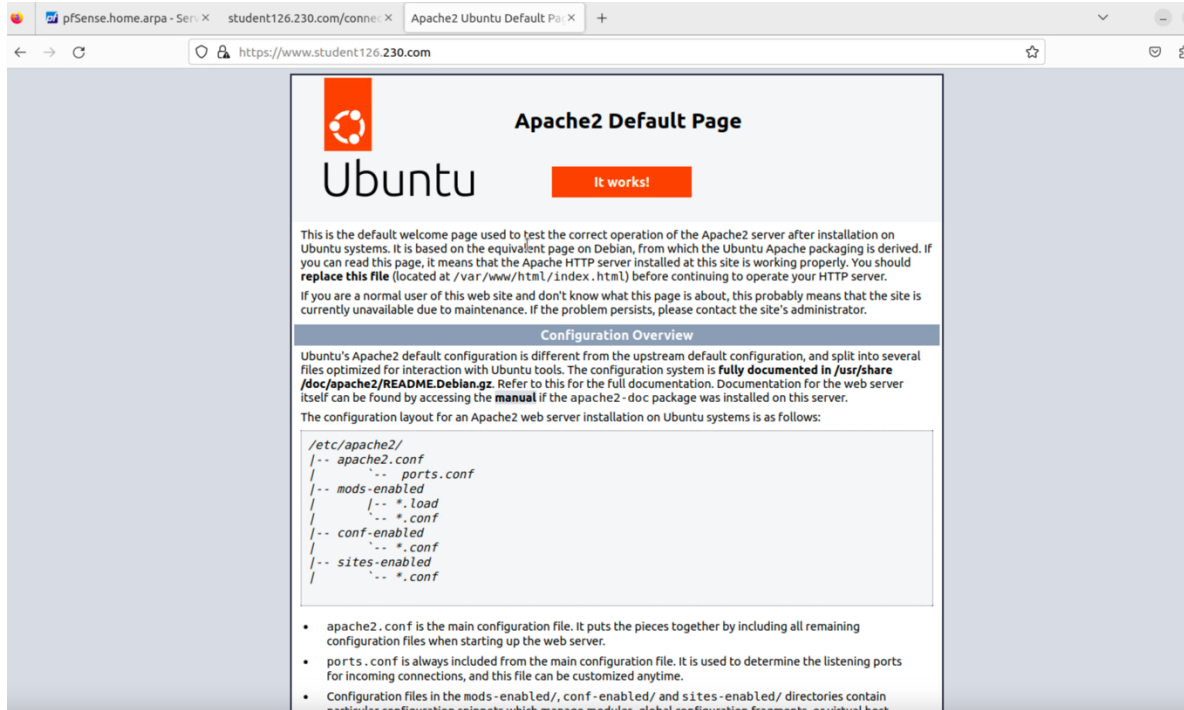 pfSense.home.arpa - Serv
student126.230.com/connec
Apache2 Ubuntu Default Pa
https://www.student126.230.com
Ubuntu
Apache2 Default Page
It works!
This is the default welcome page used to test the correct operation of the Apache2 server after installation on
Ubuntu systems. It is based on the equivalent page on Debian, from which the Ubuntu Apache packaging is derived. If
you can read this page, it means that the Apache HTTP server installed at this site is working properly. You should
replace this file (located at /var/www/html/index.html) before continuing to operate your HTTP server.
If you are a normal user of this web site and don't know what this page is about, this probably means that the site is
currently unavailable due to maintenance. If the problem persists, please contact the site's administrator.
Configuration Overview
Ubuntu's Apache2 default configuration is different from the upstream default configuration, and split into several
files optimized for interaction with Ubuntu tools. The configuration system is fully documented in /usr/share
/doc/apache2/README.Debian.gz. Refer to this for the full documentation. Documentation for the web server
itself can be found by accessing the manual if the apache2-doc package was installed on this server.
The configuration layout for an Apache2 web server installation on Ubuntu systems is as follows:
/etc/apache2/
|-- apache2.conf
|       `--  ports.conf
|-- mods-enabled
|       |-- *.load
|       `-- *.conf
|-- conf-enabled
|       `-- *.conf
|-- sites-enabled
|       `-- *.conf
• apache2.conf is the main configuration file. It puts the pieces together by including all remaining
configuration files when starting up the web server.
• ports.conf is always included from the main configuration file. It is used to determine the listening ports
for incoming connections, and this file can be customized anytime.
• Configuration files in the mods-enabled/, conf-enabled/ and sites-enabled/ directories contain
particular configuration snippets which manage modules, global configuration fragments, or virtual host